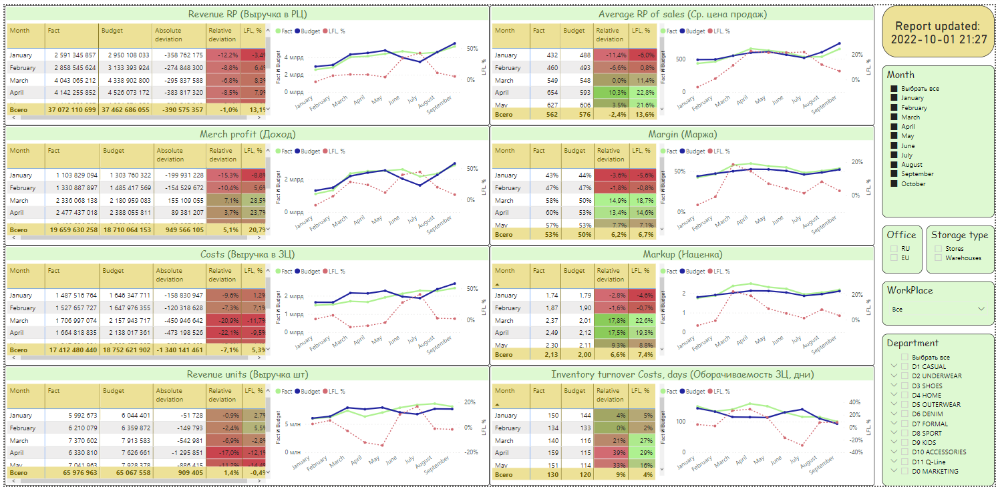 Revenue RP (Выручка в РЦ)
Month Fact Budget Absolute deviation Relative deviation LFL, %
January 2 591 345 857 2 950 108 033 -358 762 175 -12,2% -3,4%
February 2 858 545 624 3 133 393 924 -274 848 300 -8,8% 6,4%
March 4 043 065 212 4 338 902 800 -295 837 588 -6,8% 8,3%
April 4 142 255 852 4 526 073 172 -383 817 320 -8,5% 7,9%
Всего 37 072 110 699 37 462 686 055 -390 575 357 -1,0% 13,1%
Fact Budget LFL, %
Fact и Budget
4 млрд
2 млрд
0 млрд
50%
0%
LFL, %
January February March April May June July August September
Average RP of sales (Ср. цена продаж)
Month Fact Budget Relative deviation LFL, %
January 432 488 -11,4% -6,0%
February 460 493 -6,6% 0,8%
March 549 548 0,0% 11,4%
April 654 593 10,3% 22,8%
May 627 606 3,5% 21,6%
Всего 562 576 -2,4% 13,6%
Fact Budget LFL, %
Fact и Budget
500
0
20%
0%
LFL, %
January February March April May June July August September
Merch profit (Доход)
Month Fact Budget Absolute deviation Relative deviation LFL, %
January 1 103 829 094 1 303 760 322 -199 931 228 -15,3% -8,8%
February 1 330 887 897 1 485 417 569 -154 529 672 -10,4% 5,6%
March 2 336 068 138 2 180 959 083 155 109 055 7,1% 28,5%
April 2 477 437 018 2 388 055 811 89 381 207 3,7% 23,7%
Всего 19 659 630 258 18 710 064 153 949 566 105 5,1% 20,7%
Fact Budget LFL, %
Fact и Budget
2 млрд
0 млрд
50%
0%
LFL, %
January February March April May June July August September
Margin (Маржа)
Month Fact Budget Relative deviation LFL, %
January 43% 44% -3,6% -5,6%
February 47% 47% -1,8% -0,8%
March 58% 50% 14,9% 18,7%
April 60% 53% 13,4% 14,6%
May 57% 53% 7,7% 7,1%
Всего 53% 50% 6,2% 6,7%
Fact Budget LFL, %
Fact и Budget
50%
0%
20%
0%
LFL, %
January February March April May June July August September
Costs (Выручка в ЗЦ)
Month Fact Budget Absolute deviation Relative deviation LFL, %
January 1 487 516 764 1 646 347 711 -158 830 947 -9,6% 1,2%
February 1 527 657 727 1 647 976 355 -120 318 628 -7,3% 7,1%
March 1 706 997 074 2 157 943 717 -450 946 642 -20,9% -11,7%
April 1 664 818 835 2 138 017 361 -473 198 526 -22,1% -9,5%
Всего 17 412 480 440 18 752 621 902 -1 340 141 461 -7,1% 5,3%
Fact Budget LFL, %
Fact и Budget
2 млрд
1 млрд
0 млрд
50%
0%
LFL, %
January February March April May June July August September
Markup (Наценка)
Month Fact Budget Relative deviation LFL, %
January 1,74 1,79 -2,8% -4,6%
February 1,87 1,90 -1,6% -0,7%
March 2,37 2,01 17,8% 22,6%
April 2,49 2,12 17,5% 19,3%
May 2,30 2,11 9,3% 8,8%
Всего 2,13 2,00 6,6% 7,4%
Fact Budget LFL, %
Fact и Budget
2
1
0
20%
0%
LFL, %
January February March April May June July August September
Revenue units (Выручка шт)
Month Fact Budget Absolute deviation Relative deviation LFL, %
January 5 992 673 6 044 401 -51 728 -0,9% 2,7%
February 6 210 079 6 359 872 -149 793 -2,4% 5,5%
March 7 370 602 7 913 583 -542 981 -6,9% -2,8%
April 6 330 810 7 626 661 -1 295 851 -17,0% -12,1%
May 7 041 963 7 928 378 -886 415 -11,2% -14,4%
Всего 65 976 963 65 067 558 909 405 1,4% -0,4%
Fact Budget LFL, %
Fact и Budget
5 млн
0 млн
20%
0%
-20%
LFL, %
January February March April May June July August September
Inventory turnover Costs, days (Оборачиваемость ЗЦ, дни)
Month Fact Budget Relative deviation LFL, %
January 150 144 4% 5%
February 134 133 0% 2%
March 140 116 21% 27%
April 159 115 39% 29%
May 151 114 33% 16%
Всего 130 120 9% 4%
Fact Budget LFL, %
Fact и Budget
100
0
40%
20%
0%
-20%
-40%
LFL, %
January February March April May June July August September
Report updated:
2022-10-01 21:27
Month
Выбрать все
January
February
March
April
May
June
July
August
September
October
Office
RU
EU
Storage type
Stores
Warehouses
WorkPlace
Все
Department
Выбрать все
D1 CASUAL
D2 UNDERWEAR
D3 SHOES
D4 HOME
D5 OUTERWEAR
D6 DENIM
D7 FORMAL
D8 SPORT
D9 KIDS
D10 ACCESSORIES
D11 Q-Line
D0 MARKETING